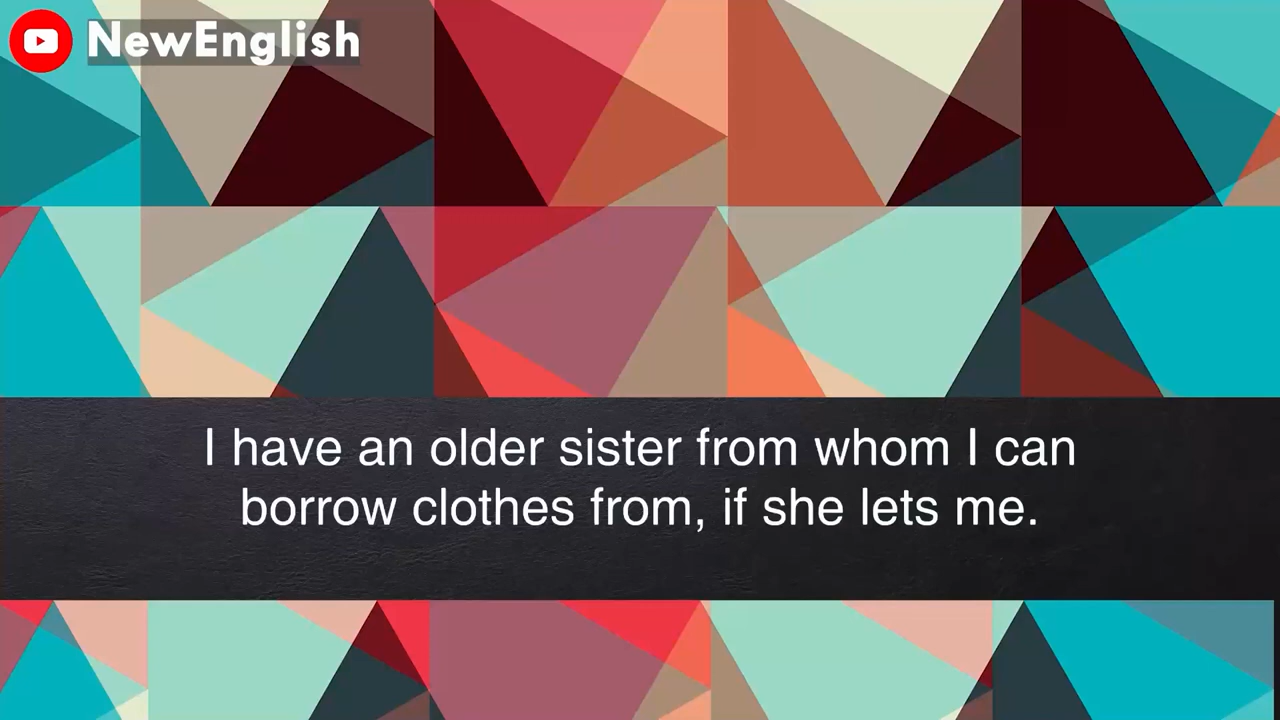 NewEnglish
I have an older sister from whom I can
borrow clothes from, if she lets me.